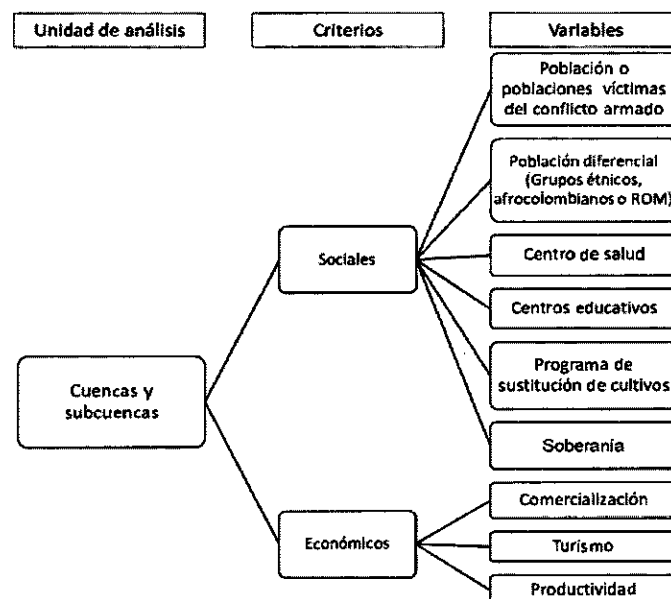 Unidad de análisis
Criterios
Variables
Población o
poblaciones víctimas
del conflicto armado
Población diferencial
(Grupos étnicos,
afrocolombianos o ROM)
Sociales
Centro de salud
Centros educativos
Cuencas y
subcuencas
Programa de
sustitución de cultivos
Soberanía
Económicos
Comercialización
Turismo
Productividad